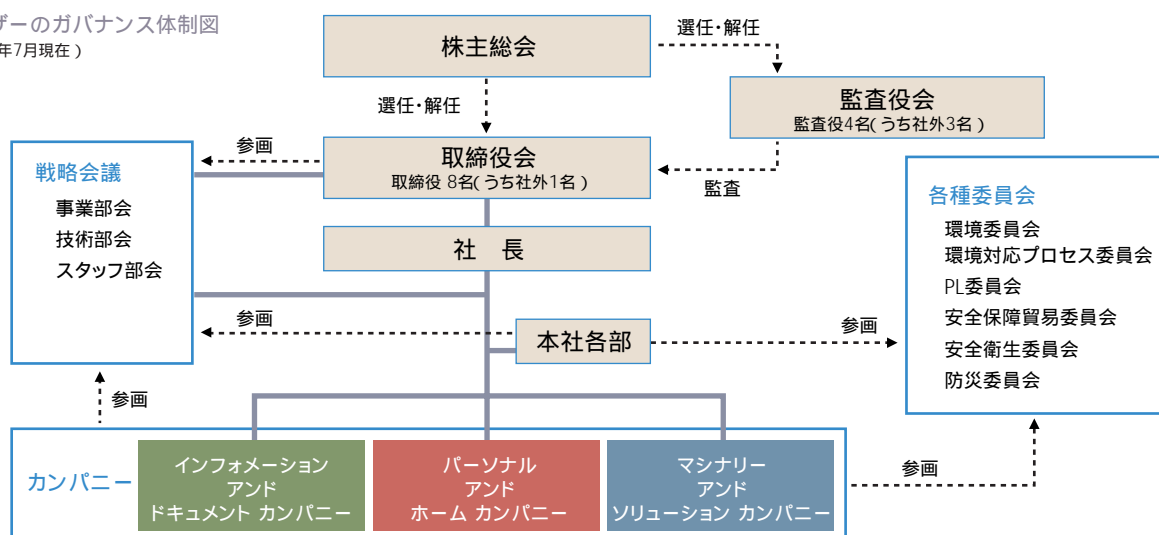 ザーのガバナンス体制図
年7月現在）
株主総会
選任・解任
選任・解任
監査役会
監査役4名（うち社外3名）
参画
取締役会
取締役 8名（うち社外1名）
監査
戦略会議
事業部会
技術部会
スタッフ部会
社 長
各種委員会
環境委員会
環境対応プロセス委員会
PL委員会
安全保障貿易委員会
安全衛生委員会
防災委員会
参画
本社各部
参画
参画
カンパニー
インフォメーション
アンド
ドキュメント カンパニー
パーソナル
アンド
ホーム カンパニー
マシナリー
アンド
ソリューション カンパニー
参画